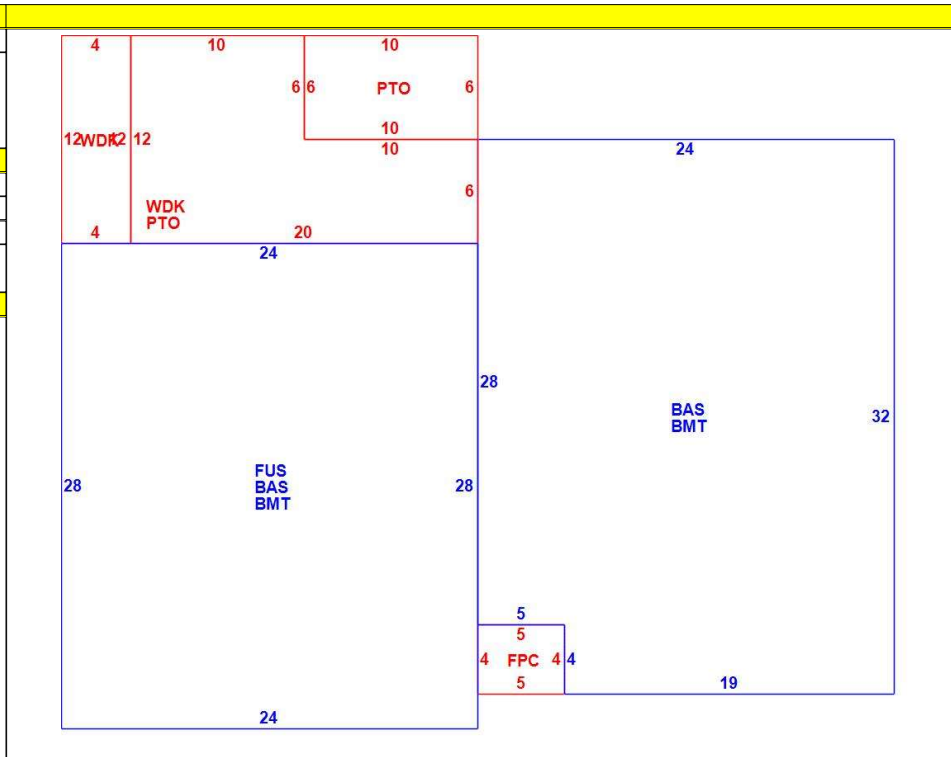 4 10 10
6 6 PTO 6
12 WDK 12 12
10
10
24
6
WDK
PTO
4 20
24
28
BAS
BMT
32
FUS
BAS
BMT
28 28
5
5
4 FPC 4 4
5 19
24